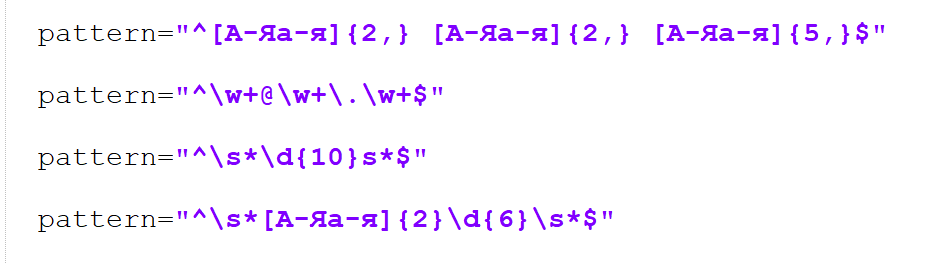 pattern="^[А-Яа-я]{2,} [А-Яа-я]{2,} [А-Яа-я]{5,}$"
pattern="^\w+@\w+\.\w+$"
pattern="^\s*\d{10}s*$"
pattern="^\s*[А-Яа-я]{2}\d{6}\s*$"